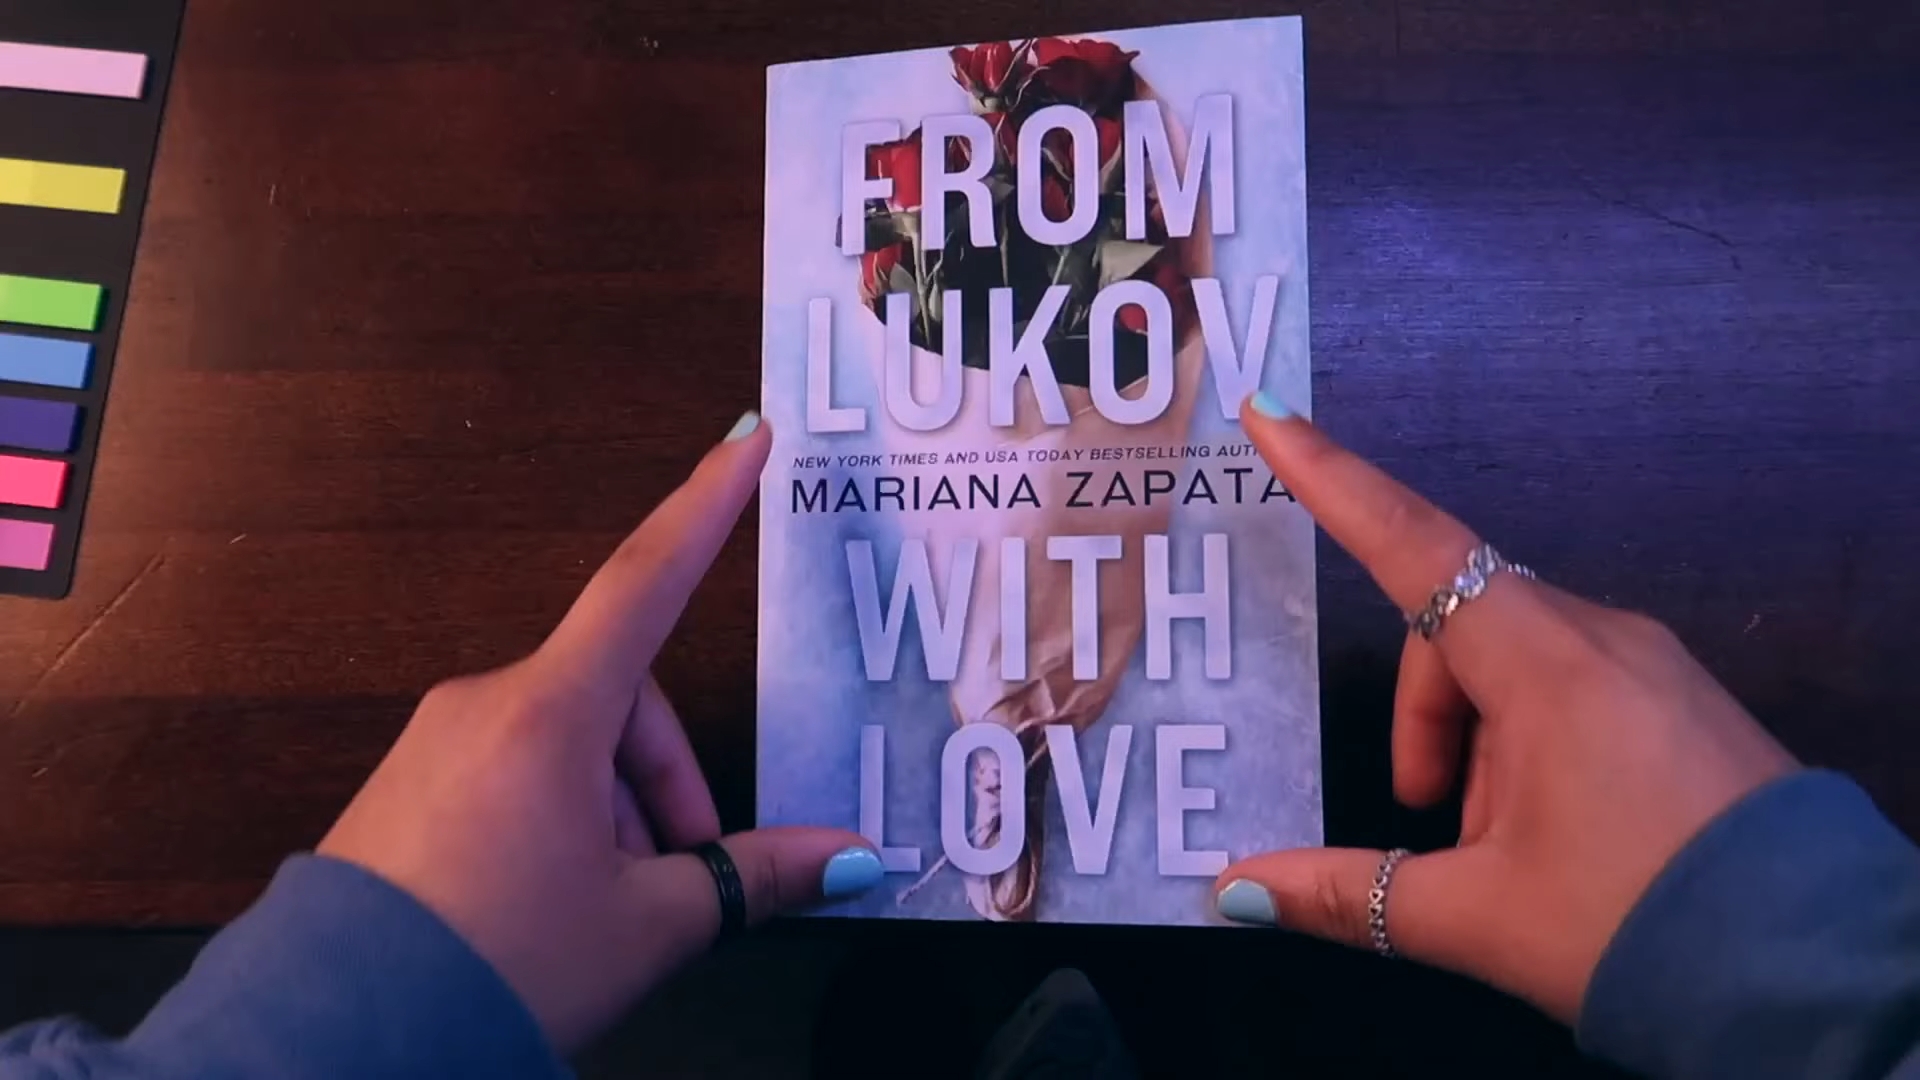 FROM
LUKOV
NEW YORK TIMES AND USA TODAY BESTSELLING
MARIANA ZAPATA
WITH
LOVE